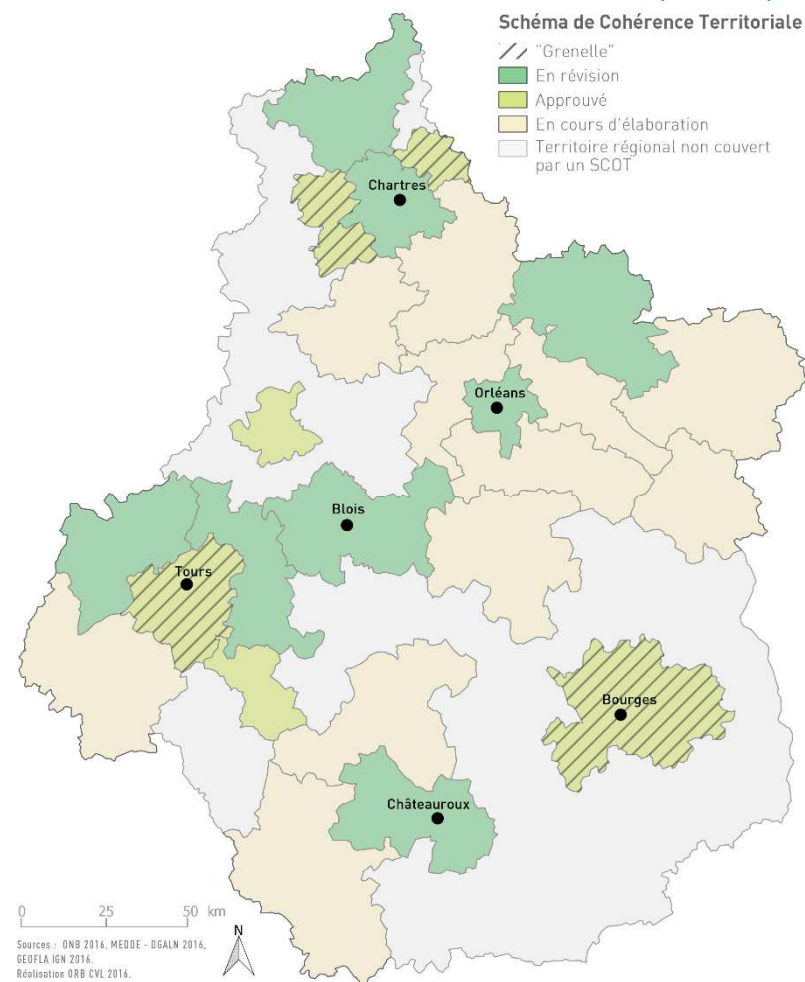 Schéma de Cohérence Territoriale
"Grenelle"
En révision
Approuvé
En cours d'élaboration
Territoire régional non couvert
par un SCOT
Chartres
Orléans
Blois
Tours
Bourges
Châteauroux
0 25 50 km
N
Sources : ONB 2016, MEDDE - DGALN 2016,
GEOFLA IGN 2016.
Réalisation ORB CVL 2016.